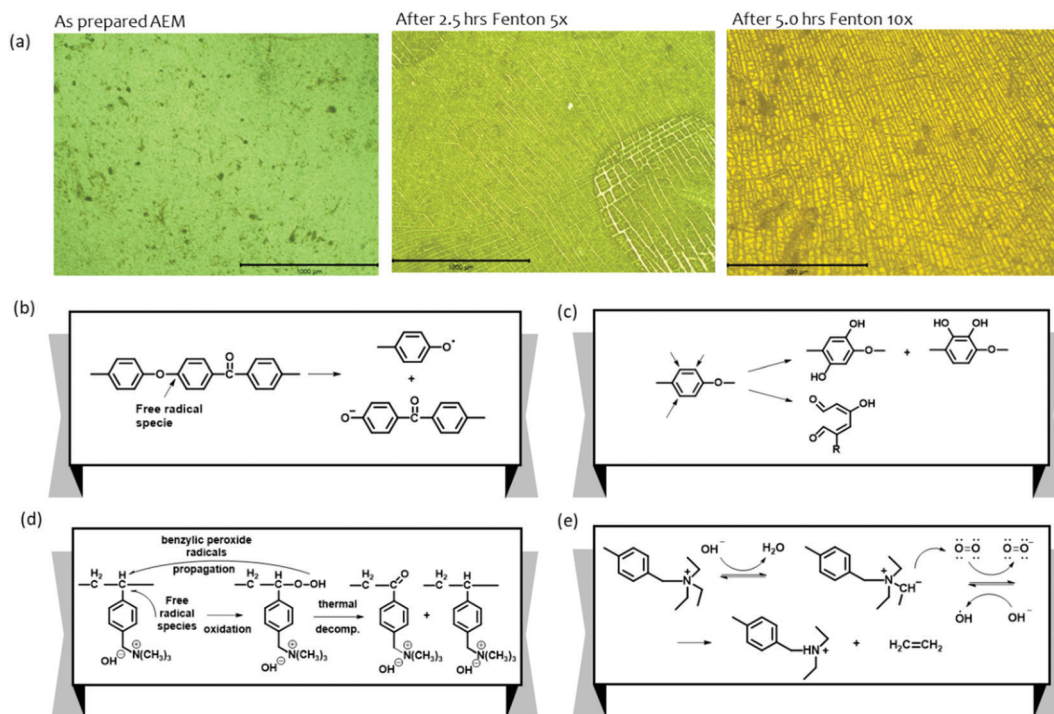 As prepared AEM
After 2.5 hrs Fenton 5x
After 5.0 hrs Fenton 10x
(a)
1000 µm
1000 µm
500 µm
(b)
O
O
Free radical
specie
O•
+
O⁻
O
(c)
O
OH
HO
O
+
HO
OH
O
O
OH
O
R
(d)
benzylic peroxide
radicals
propagation
H₂
C
H
C
Free
radical
species
oxidation
OH⊖
⊕
N(CH₃)₃
H₂
C
H
C
O-OH
thermal
decomp.
OH⊖
⊕
N(CH₃)₃
H₂
C
C
O
+
OH⊖
⊕
N(CH₃)₃
H₂
C
H
C
OH⊖
⊕
N(CH₃)₃
(e)
OH⁻
H₂O
N⁺
N⁺
CH⁻
O=O
O=O⁻
ȮH
OH⁻
HN⁺
+
H₂C=CH₂